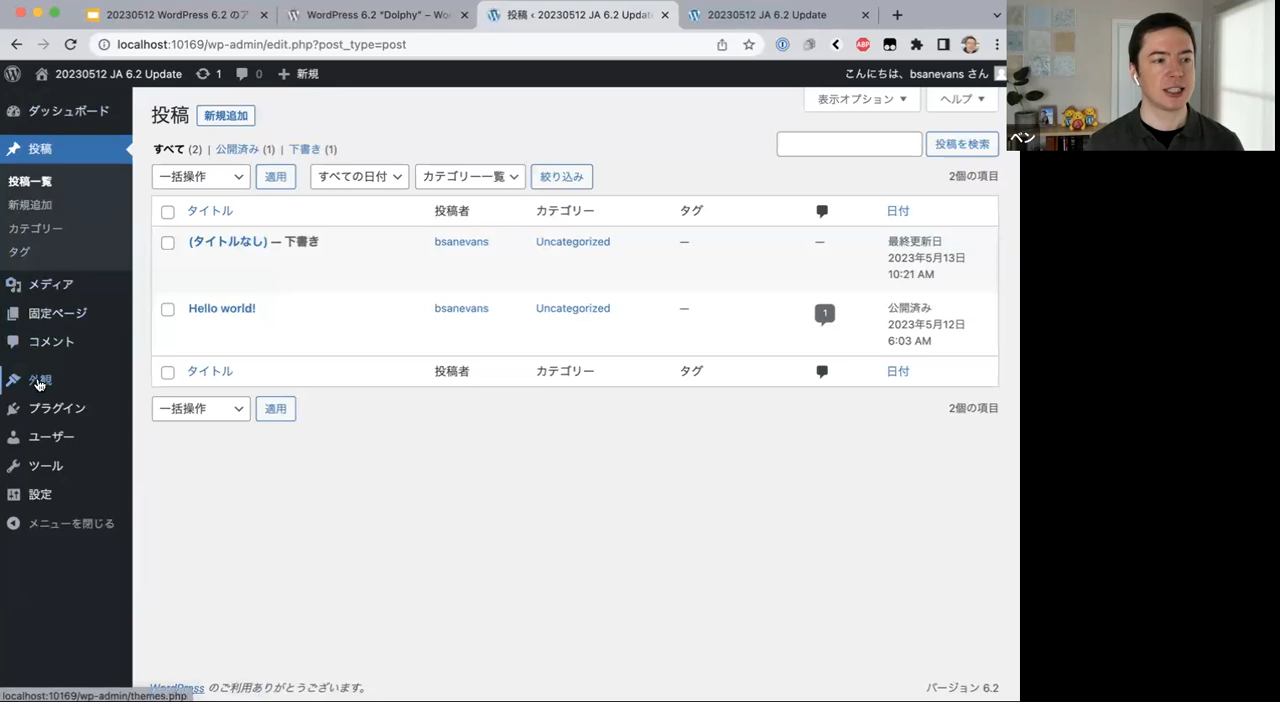 20230512 WordPress 6.2 のア
WordPress 6.2 "Dolphy" – Wo
投稿 ‹ 20230512 JA 6.2 Updat
20230512 JA 6.2 Update
localhost:10169/wp-admin/edit.php?post_type=post
ABP
20230512 JA 6.2 Update
1
0
新規
こんにちは、bsanevans さん
ダッシュボード
投稿
投稿一覧
新規追加
カテゴリー
タグ
メディア
固定ページ
コメント
外観
プラグイン
ユーザー
ツール
設定
メニューを閉じる
投稿
新規追加
表示オプション
ヘルプ
すべて (2) | 公開済み (1) | 下書き (1)
投稿を検索
一括操作
適用
すべての日付
カテゴリー一覧
絞り込み
2個の項目
タイトル
投稿者
カテゴリー
タグ
日付
(タイトルなし) — 下書き
bsanevans
Uncategorized
—
—
最終更新日
2023年5月13日
10:21 AM
Hello world!
bsanevans
Uncategorized
—
1
公開済み
2023年5月12日
6:03 AM
タイトル
投稿者
カテゴリー
タグ
日付
一括操作
適用
2個の項目
WordPress のご利用ありがとうございます。
バージョン 6.2
localhost:10169/wp-admin/themes.php
ベン